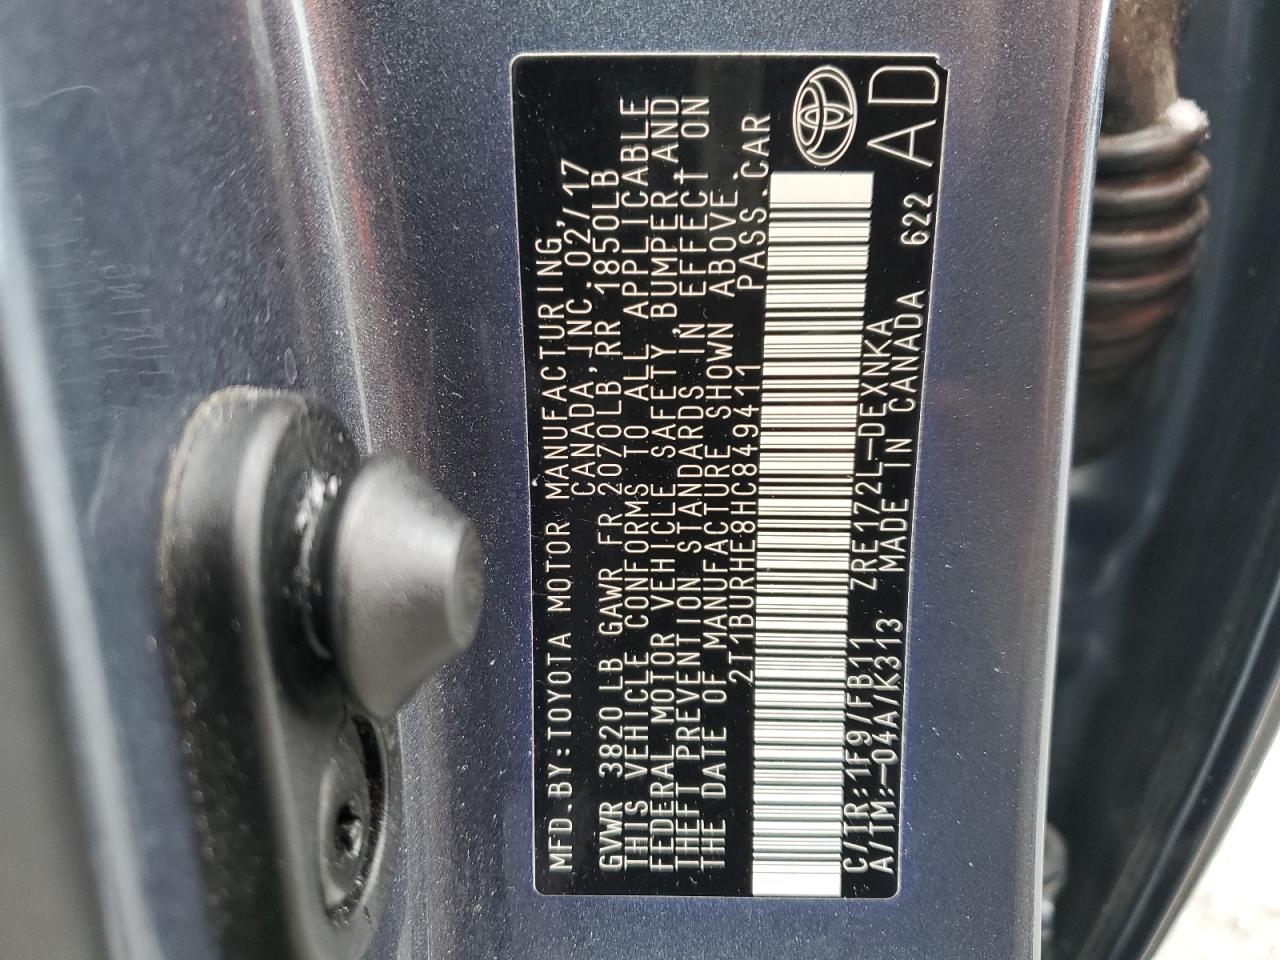 MFD.BY:TOYOTA MOTOR MANUFACTURING,
CANADA,INC. 02/17
GVWR 3820 LB GAWR FR 2070LB,RR 1850LB
THIS VEHICLE CONFORMS TO ALL APPLICABLE
FEDERAL MOTOR VEHICLE SAFETY, BUMPER,AND
THEFT PREVENTION STANDARDS IN EFFECT ON
THE DATE OF MANUFACTURE SHOWN ABOVE.
2T1BURHE8HC849411 PASS.CAR
C/TR:1F9/FB11 ZRE172L-DEXNKA
A/TM:-04A/K313 MADE IN CANADA 622
AD